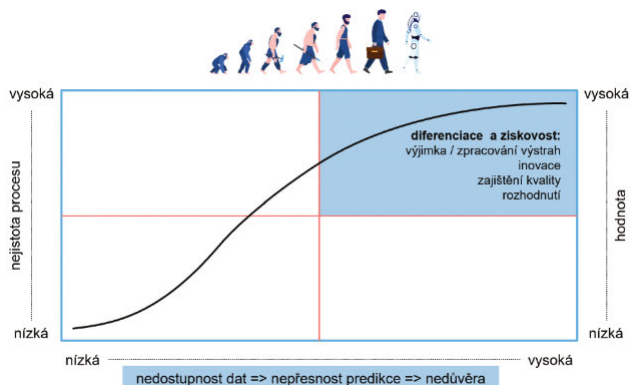 vysoká
vysoká
diferenciace a ziskovost:
výjimka / zpracování výstrah
inovace
zajištění kvality
rozhodnutí
nejistota procesu
hodnota
nízká
nízká
nízká
vysoká
nedostupnost dat => nepřesnost predikce => nedůvěra